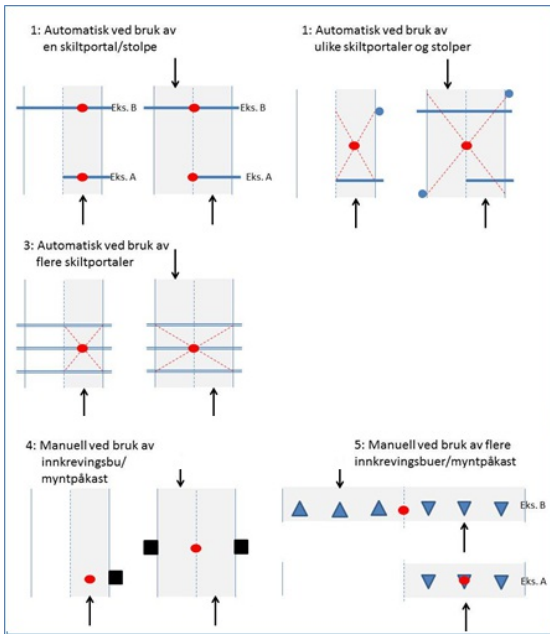 1: Automatisk ved bruk av
en skiltportal/stolpe
Eks. B
Eks. B
Eks. A
Eks. A
1: Automatisk ved bruk av
ulike skiltportaler og stolper
3: Automatisk ved bruk av
flere skiltportaler
4: Manuell ved bruk av
innkrevingsbu/
myntpåkast
5: Manuell ved bruk av flere
innkrevingsbuer/myntpåkast
Eks. B
Eks. A